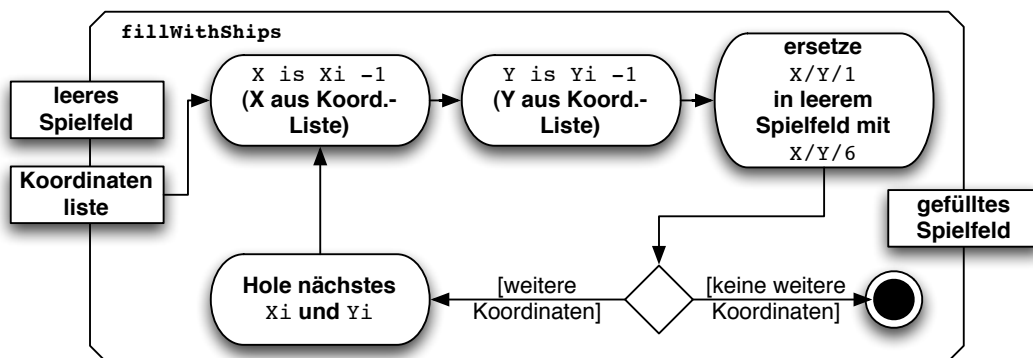 fillWithShips
leeres
Spielfeld
Koordinaten
liste
X is Xi -1
(X aus Koord.-
Liste)
Y is Yi -1
(Y aus Koord.-
Liste)
ersetze
X/Y/1
in leerem
Spielfeld mit
X/Y/6
gefülltes
Spielfeld
Hole nächstes
Xi und Yi
[weitere
Koordinaten]
[keine weitere
Koordinaten]